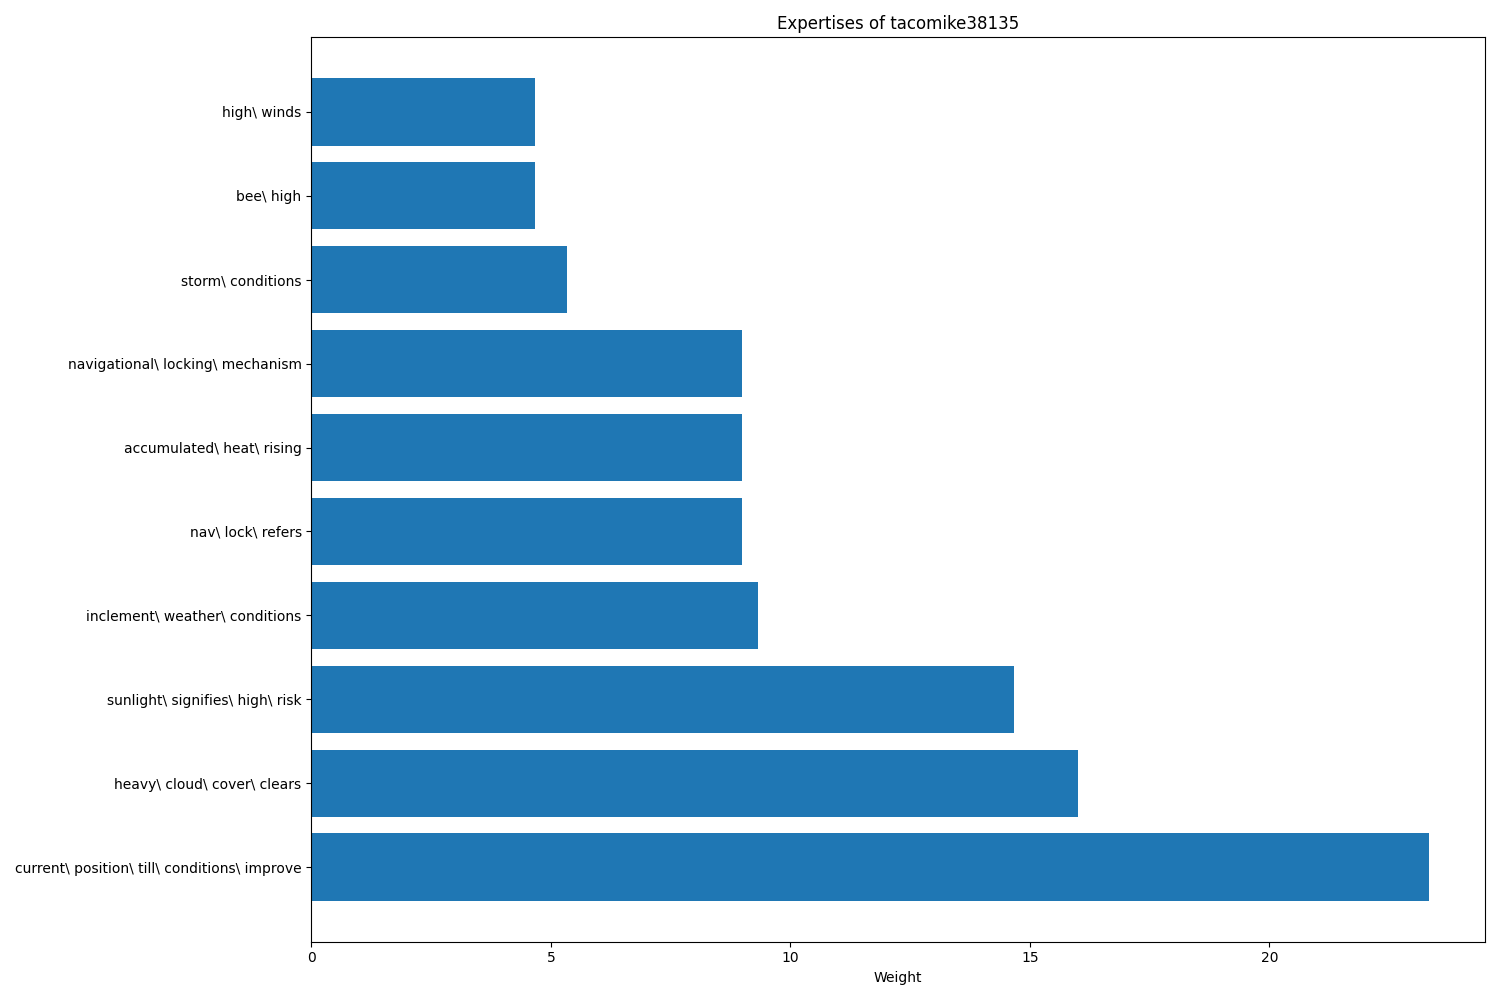 Expertises of tacomike38135
high\ winds
bee\ high
storm\ conditions
navigational\ locking\ mechanism
accumulated\ heat\ rising
nav\ lock\ refers
inclement\ weather\ conditions
sunlight\ signifies\ high\ risk
heavy\ cloud\ cover\ clears
current\ position\ till\ conditions\ improve
0 5 10 15 20
Weight